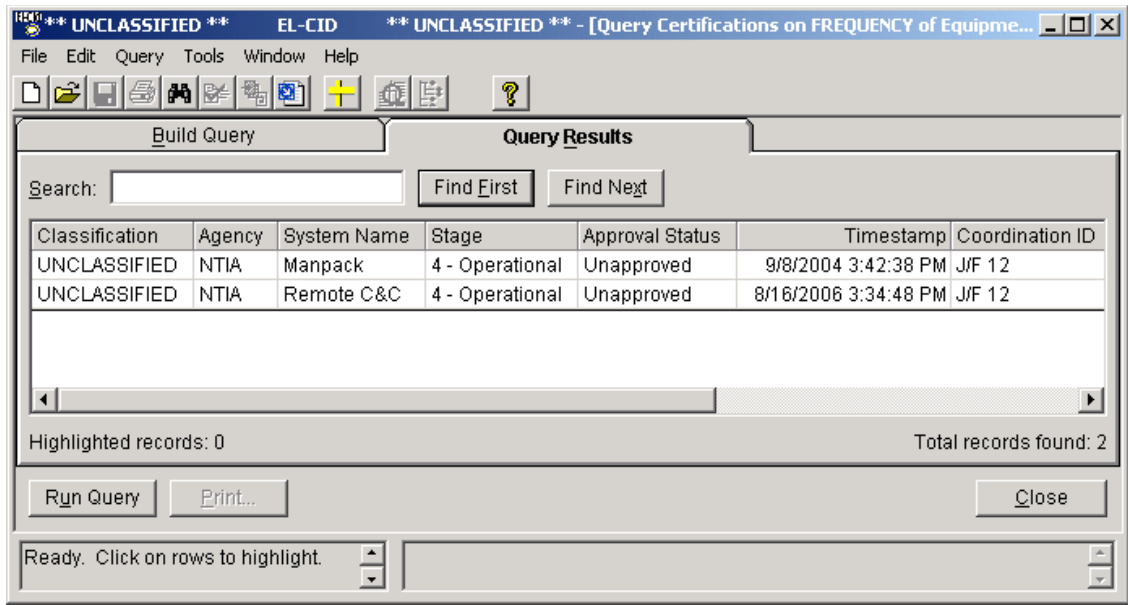 ** UNCLASSIFIED ** EL-CID ** UNCLASSIFIED ** - [Query Certifications on FREQUENCY of Equipme...
File Edit Query Tools Window Help
Build Query Query Results
Search: Find First Find Next
Classification Agency System Name Stage Approval Status Timestamp Coordination ID
UNCLASSIFIED NTIA Manpack 4 - Operational Unapproved 9/8/2004 3:42:38 PM J/F 12
UNCLASSIFIED NTIA Remote C&C 4 - Operational Unapproved 8/16/2006 3:34:48 PM J/F 12
Highlighted records: 0 Total records found: 2
Run Query Print... Close
Ready. Click on rows to highlight.